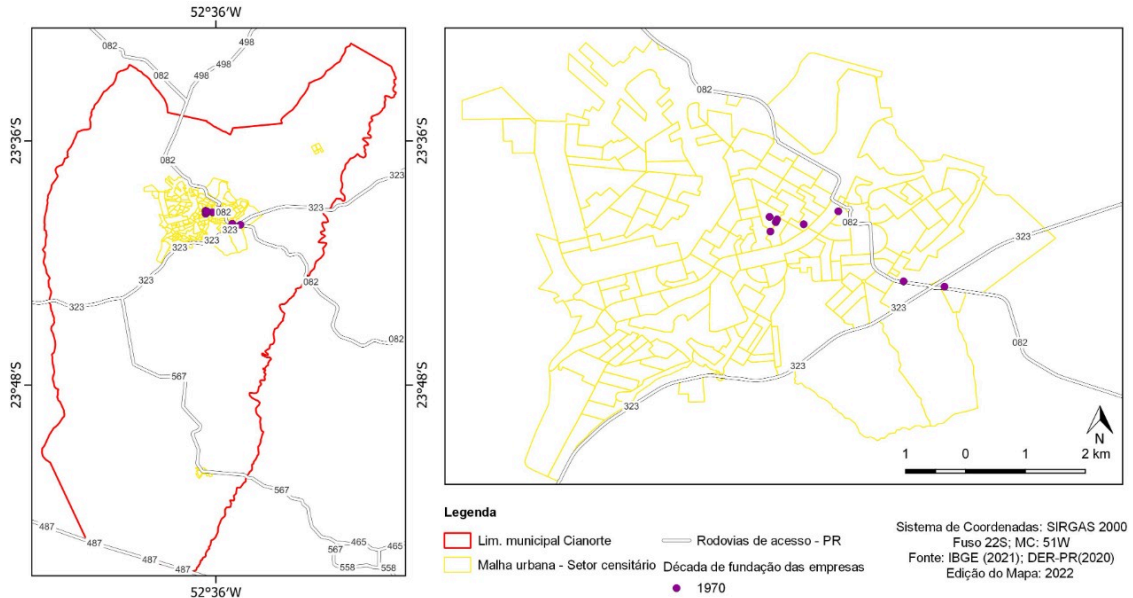 52°36'W
082
498
498
082
23°36'S
23°36'S
082
323
082
323
323
323
323
323
082
323
082
23°48'S
23°48'S
567
567
567
487
487
487
465
465
558
558
52°36'W
082
082
323
323
082
323
323
N
1 0 1 2 km
Legenda
Lim. municipal Cianorte
Malha urbana - Setor censitário
Rodovias de acesso - PR
Década de fundação das empresas
1970
Sistema de Coordenadas: SIRGAS 2000
Fuso 22S; MC: 51W
Fonte: IBGE (2021); DER-PR(2020)
Edição do Mapa: 2022